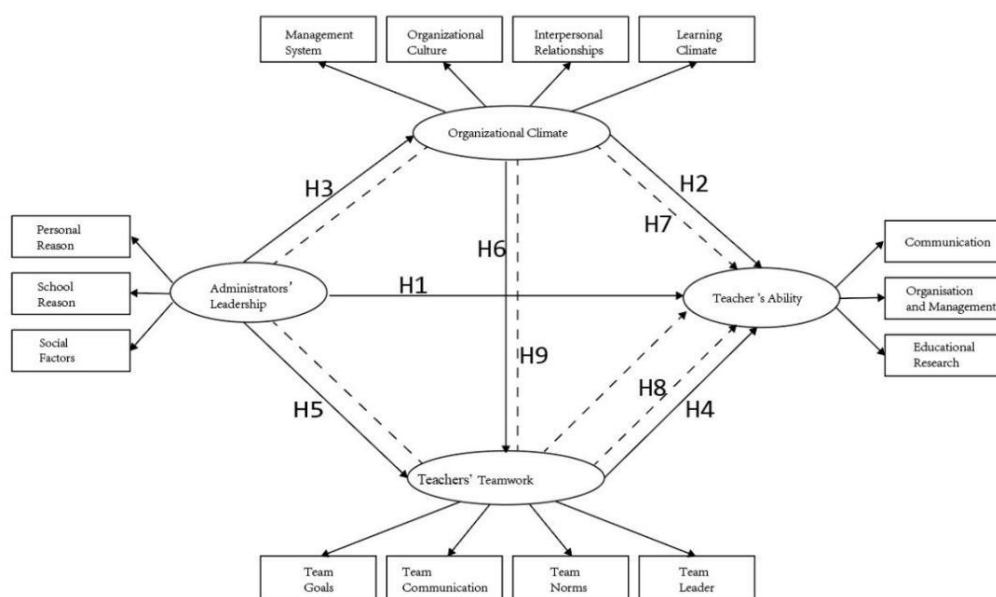 Management
System
Organizational
Culture
Interpersonal
Relationships
Learning
Climate
Organizational Climate
H3
H2
H7
H6
Personal
Reason
School
Reason
Social
Factors
Administrators'
Leadership
H1
Teacher's Ability
Communication
Organisation
and Management
Educational
Research
H9
H8
H5
H4
Teachers' Teamwork
Team
Goals
Team
Communication
Team
Norms
Team
Leader